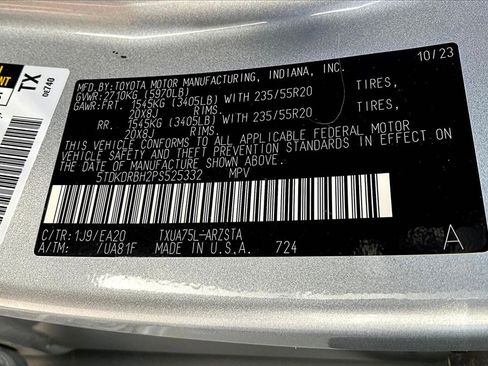 MFD.BY:TOYOTA MOTOR MANUFACTURING, INDIANA, INC. 10/23
GVWR:2710KG (5970LB)
GAWR:FRT. 1545KG (3405LB) WITH 235/55R20 TIRES,
20X8J RIMS.
RR. 1545KG (3405LB) WITH 235/55R20 TIRES,
20X8J RIMS.
THIS VEHICLE CONFORMS TO ALL APPLICABLE FEDERAL MOTOR
VEHICLE SAFETY AND THEFT PREVENTION STANDARDS IN EFFECT ON
THE DATE OF MANUFACTURE SHOWN ABOVE.
5TDKDRBH2PS525332 MPV
C/TR:1J9/EA20 TXUA75L-ARZSTA
A/TM: /UA81F MADE IN U.S.A. 724 A
TX
0E740